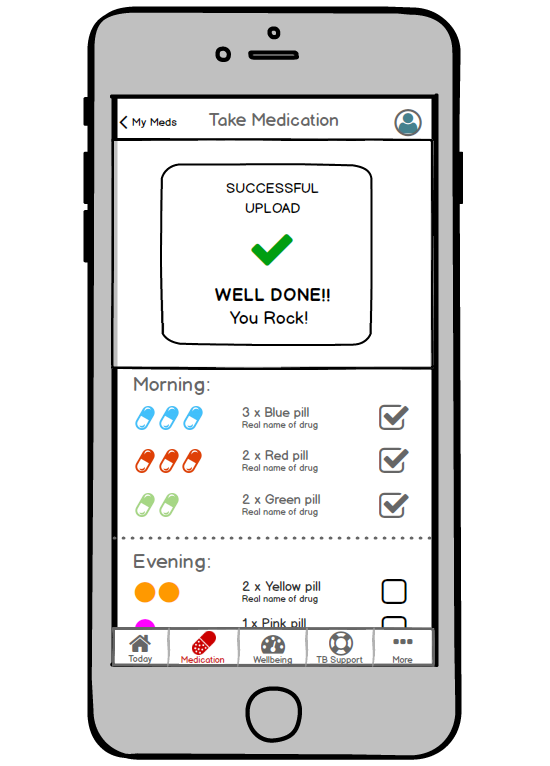 My Meds
Take Medication
SUCCESSFUL
UPLOAD
WELL DONE!!
You Rock!
Morning:
3 x Blue pill
Real name of drug
2 x Red pill
Real name of drug
2 x Green pill
Real name of drug
Evening:
2 x Yellow pill
Real name of drug
1 x Pink pill
Today
Medication
Wellbeing
TB Support
More